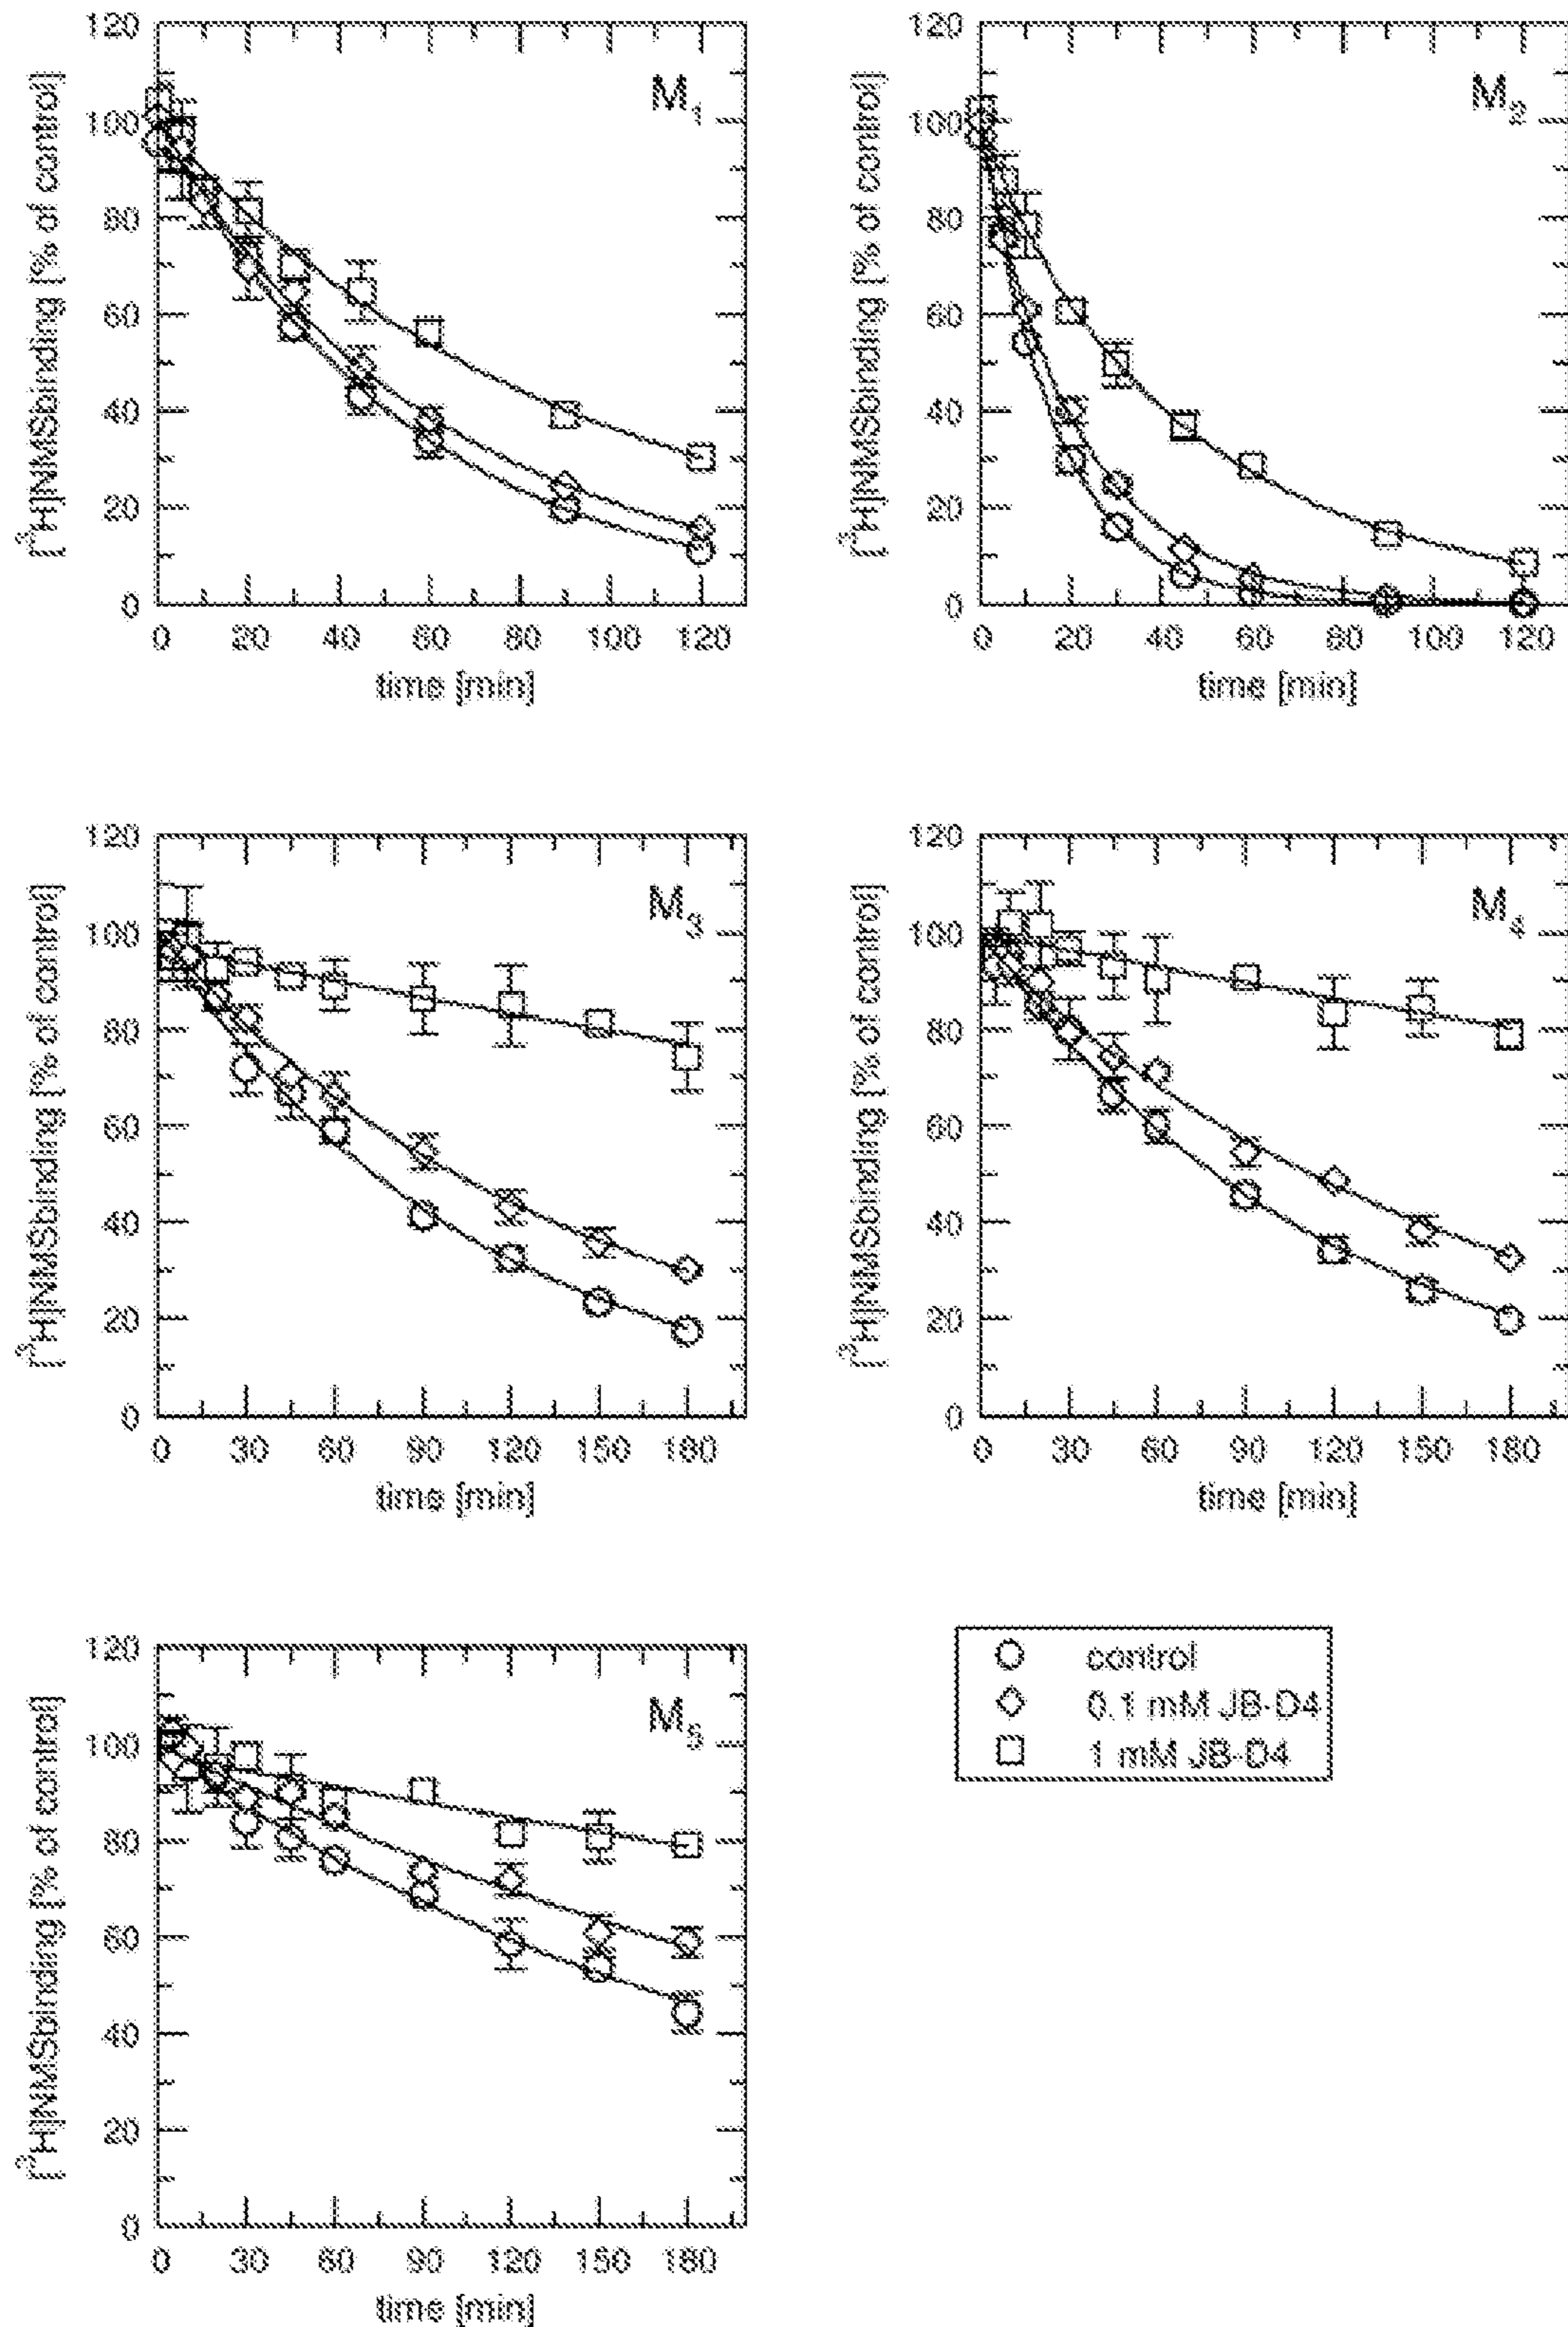 120
100
80
60
40
20
0
[³H]NMSbinding [% of control]
M₁
0 20 40 60 80 100 120
time [min]
120
100
80
60
40
20
0
[³H]NMSbinding [% of control]
M₂
0 20 40 60 80 100 120
time [min]
120
100
80
60
40
20
0
[³H]NMSbinding [% of control]
M₃
0 30 60 90 120 150 180
time [min]
120
100
80
60
40
20
0
[³H]NMSbinding [% of control]
M₄
0 30 60 90 120 150 180
time [min]
120
100
80
60
40
20
0
[³H]NMSbinding [% of control]
M₅
0 30 60 90 120 150 180
time [min]
control
0.1 mM JB-D4
1 mM JB-D4